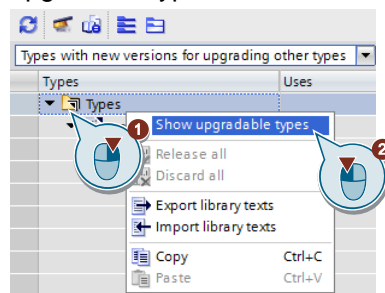 Types with new versions for upgrading other types
Types Uses
Types
1 Show upgradable types
2
Release all
Discard all
Export library texts
Import library texts
Copy Ctrl+C
Paste Ctrl+V